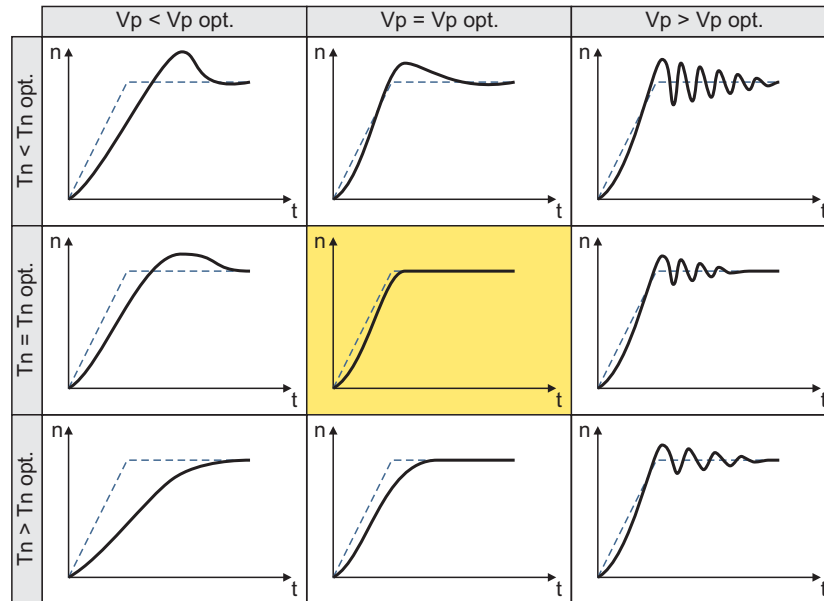 Vp < Vp opt.
Vp = Vp opt.
Vp > Vp opt.
Tn < Tn opt.
n
t
n
t
n
t
Tn = Tn opt.
n
t
n
t
n
t
Tn > Tn opt.
n
t
n
t
n
t